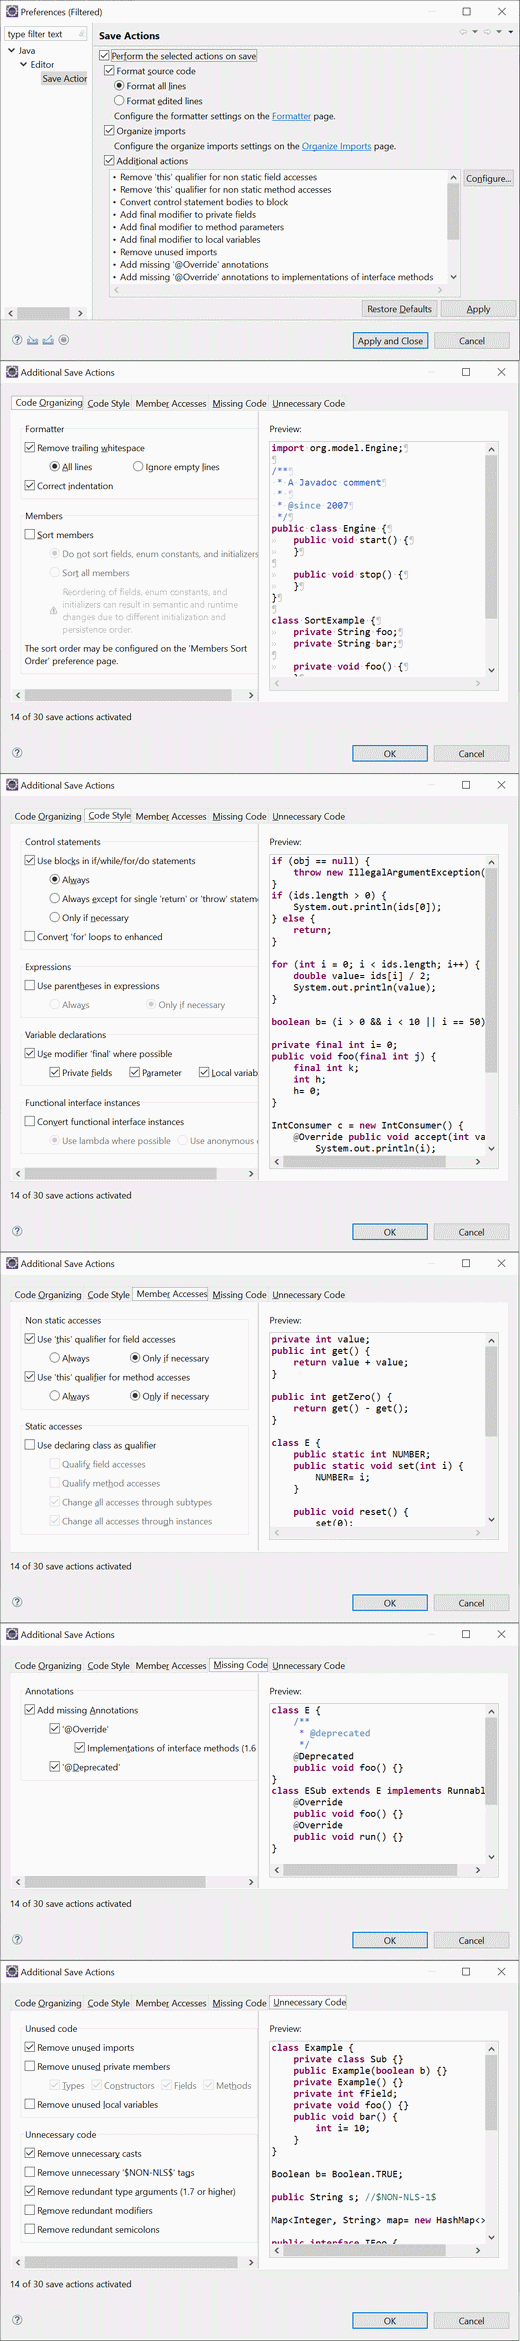 Preferences (Filtered)
type filter text
Save Actions
Java
Editor
Save Action
Perform the selected actions on save
Format source code
Format all lines
Format edited lines
Configure the formatter settings on the Formatter page.
Organize imports
Configure the organize imports settings on the Organize Imports page.
Additional actions
• Remove 'this' qualifier for non static field accesses
• Remove 'this' qualifier for non static method accesses
• Convert control statement bodies to block
• Add final modifier to private fields
• Add final modifier to method parameters
• Add final modifier to local variables
• Remove unused imports
• Add missing '@Override' annotations
• Add missing '@Override' annotations to implementations of interface methods
Configure...
Restore Defaults
Apply
Apply and Close
Cancel
Additional Save Actions
Code Organizing Code Style Member Accesses Missing Code Unnecessary Code
Formatter
Remove trailing whitespace
All lines
Ignore empty lines
Correct indentation
Members
Sort members
Do not sort fields, enum constants, and initializers
Sort all members
Reordering of fields, enum constants, and
initializers can result in semantic and runtime
changes due to different initialization and
persistence order.
The sort order may be configured on the 'Members Sort
Order' preference page.
Preview:
import·org.model.Engine;¶
¶
/**¶
·*·A·Javadoc·comment¶
·*·¶
·*·@since·2007¶
·*/¶
public·class·Engine·{¶
» public·void·start()·{¶
» }¶
¶
» public·void·stop()·{¶
» }¶
}¶
¶
class·SortExample·{¶
» private·String·foo;¶
» private·String·bar;¶
¶
» private·void·foo()·{¶
14 of 30 save actions activated
OK
Cancel
Additional Save Actions
Code Organizing Code Style Member Accesses Missing Code Unnecessary Code
Control statements
Use blocks in if/while/for/do statements
Always
Always except for single 'return' or 'throw' statem
Only if necessary
Convert 'for' loops to enhanced
Expressions
Use parentheses in expressions
Always
Only if necessary
Variable declarations
Use modifier 'final' where possible
Private fields
Parameter
Local variab
Functional interface instances
Convert functional interface instances
Use lambda where possible
Use anonymous
Preview:
if (obj == null) {
throw new IllegalArgumentException(
}
if (ids.length > 0) {
System.out.println(ids[0]);
} else {
return;
}
for (int i = 0; i < ids.length; i++) {
double value= ids[i] / 2;
System.out.println(value);
}
boolean b= (i > 0 && i < 10 || i == 50)
private final int i= 0;
public void foo(final int j) {
final int k;
int h;
h= 0;
}
IntConsumer c = new IntConsumer() {
@Override public void accept(int va
System.out.println(i);
14 of 30 save actions activated
OK
Cancel
Additional Save Actions
Code Organizing Code Style Member Accesses Missing Code Unnecessary Code
Non static accesses
Use 'this' qualifier for field accesses
Always
Only if necessary
Use 'this' qualifier for method accesses
Always
Only if necessary
Static accesses
Use declaring class as qualifier
Qualify field accesses
Qualify method accesses
Change all accesses through subtypes
Change all accesses through instances
Preview:
private int value;
public int get() {
return value + value;
}
public int getZero() {
return get() - get();
}
class E {
public static int NUMBER;
public static void set(int i) {
NUMBER= i;
}
public void reset() {
set(0);
14 of 30 save actions activated
OK
Cancel
Additional Save Actions
Code Organizing Code Style Member Accesses Missing Code Unnecessary Code
Annotations
Add missing Annotations
'@Override'
Implementations of interface methods (1.6
'@Deprecated'
Preview:
class E {
/**
* @deprecated
*/
@Deprecated
public void foo() {}
}
class ESub extends E implements Runnabl
@Override
public void foo() {}
@Override
public void run() {}
}
14 of 30 save actions activated
OK
Cancel
Additional Save Actions
Code Organizing Code Style Member Accesses Missing Code Unnecessary Code
Unused code
Remove unused imports
Remove unused private members
Types
Constructors
Fields
Methods
Remove unused local variables
Unnecessary code
Remove unnecessary casts
Remove unnecessary '$NON-NLS$' tags
Remove redundant type arguments (1.7 or higher)
Remove redundant modifiers
Remove redundant semicolons
Preview:
class Example {
private class Sub {}
public Example(boolean b) {}
private Example() {}
private int fField;
private void foo() {}
public void bar() {
int i= 10;
}
}
Boolean b= Boolean.TRUE;
public String s; //$NON-NLS-1$
Map<Integer, String> map= new HashMap<>
public interface IFoo {
14 of 30 save actions activated
OK
Cancel